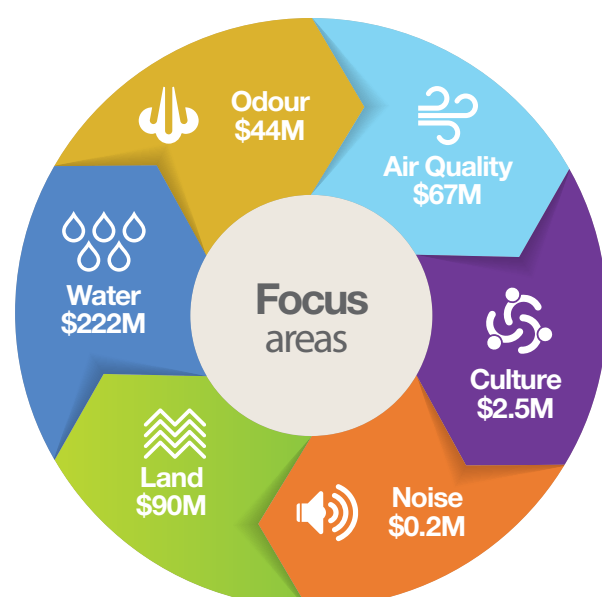 Odour
$44M
Air Quality
$67M
Culture
$2.5M
Noise
$0.2M
Land
$90M
Water
$222M
Focus
areas